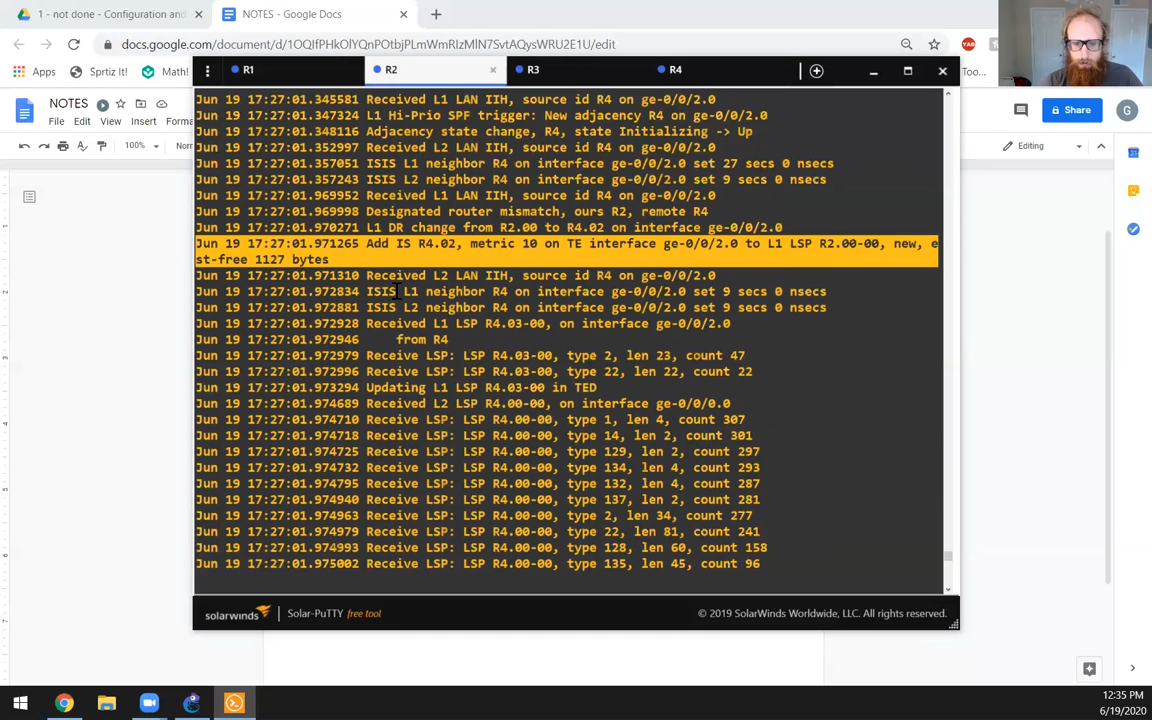 1 - not done - Configuration and
NOTES - Google Docs
docs.google.com/document/d/1OQIfPHkOlYQnPOtbjPLmWmRIzMlN7SvtAQysWRU2E1U/edit
YAB
Apps
Sprtiz It!
Math!
Too...
NOTES
File Edit View Insert Forma
Share
G
100%
Nor
Editing
R1
R2
R3
R4
Jun 19 17:27:01.345581 Received L1 LAN IIH, source id R4 on ge-0/0/2.0
Jun 19 17:27:01.347324 L1 Hi-Prio SPF trigger: New adjacency R4 on ge-0/0/2.0
Jun 19 17:27:01.348116 Adjacency state change, R4, state Initializing -> Up
Jun 19 17:27:01.352997 Received L2 LAN IIH, source id R4 on ge-0/0/2.0
Jun 19 17:27:01.357051 ISIS L1 neighbor R4 on interface ge-0/0/2.0 set 27 secs 0 nsecs
Jun 19 17:27:01.357243 ISIS L2 neighbor R4 on interface ge-0/0/2.0 set 9 secs 0 nsecs
Jun 19 17:27:01.969952 Received L1 LAN IIH, source id R4 on ge-0/0/2.0
Jun 19 17:27:01.969998 Designated router mismatch, ours R2, remote R4
Jun 19 17:27:01.970271 L1 DR change from R2.00 to R4.02 on interface ge-0/0/2.0
Jun 19 17:27:01.971265 Add IS R4.02, metric 10 on TE interface ge-0/0/2.0 to L1 LSP R2.00-00, new, e
st-free 1127 bytes
Jun 19 17:27:01.971310 Received L2 LAN IIH, source id R4 on ge-0/0/2.0
Jun 19 17:27:01.972834 ISIS L1 neighbor R4 on interface ge-0/0/2.0 set 9 secs 0 nsecs
Jun 19 17:27:01.972881 ISIS L2 neighbor R4 on interface ge-0/0/2.0 set 9 secs 0 nsecs
Jun 19 17:27:01.972928 Received L1 LSP R4.03-00, on interface ge-0/0/2.0
Jun 19 17:27:01.972946 from R4
Jun 19 17:27:01.972979 Receive LSP: LSP R4.03-00, type 2, len 23, count 47
Jun 19 17:27:01.972996 Receive LSP: LSP R4.03-00, type 22, len 22, count 22
Jun 19 17:27:01.973294 Updating L1 LSP R4.03-00 in TED
Jun 19 17:27:01.974689 Received L2 LSP R4.00-00, on interface ge-0/0/0.0
Jun 19 17:27:01.974710 Receive LSP: LSP R4.00-00, type 1, len 4, count 307
Jun 19 17:27:01.974718 Receive LSP: LSP R4.00-00, type 14, len 2, count 301
Jun 19 17:27:01.974725 Receive LSP: LSP R4.00-00, type 129, len 2, count 297
Jun 19 17:27:01.974732 Receive LSP: LSP R4.00-00, type 134, len 4, count 293
Jun 19 17:27:01.974795 Receive LSP: LSP R4.00-00, type 132, len 4, count 287
Jun 19 17:27:01.974940 Receive LSP: LSP R4.00-00, type 137, len 2, count 281
Jun 19 17:27:01.974963 Receive LSP: LSP R4.00-00, type 2, len 34, count 277
Jun 19 17:27:01.974979 Receive LSP: LSP R4.00-00, type 22, len 81, count 241
Jun 19 17:27:01.974993 Receive LSP: LSP R4.00-00, type 128, len 60, count 158
Jun 19 17:27:01.975002 Receive LSP: LSP R4.00-00, type 135, len 45, count 96
solarwinds Solar-PuTTY free tool
© 2019 SolarWinds Worldwide, LLC. All rights reserved.
12:35 PM
6/19/2020